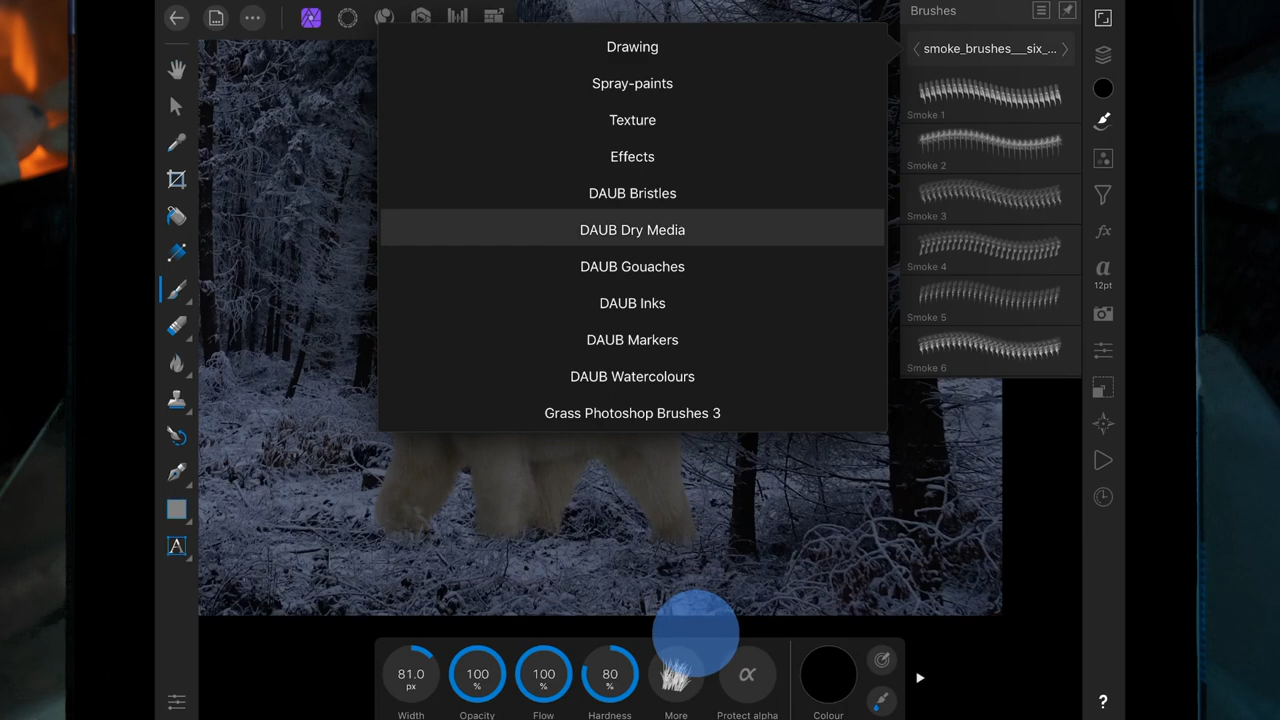 Brushes
smoke_brushes___six_...
Drawing
Spray-paints
Texture
Effects
DAUB Bristles
DAUB Dry Media
DAUB Gouaches
DAUB Inks
DAUB Markers
DAUB Watercolours
Grass Photoshop Brushes 3
Smoke 1
Smoke 2
Smoke 3
Smoke 4
Smoke 5
Smoke 6
fx
a
12pt
A
81.0
px
100
%
100
%
80
%
α
Width
Opacity
Flow
Hardness
More
Protect alpha
Colour
?